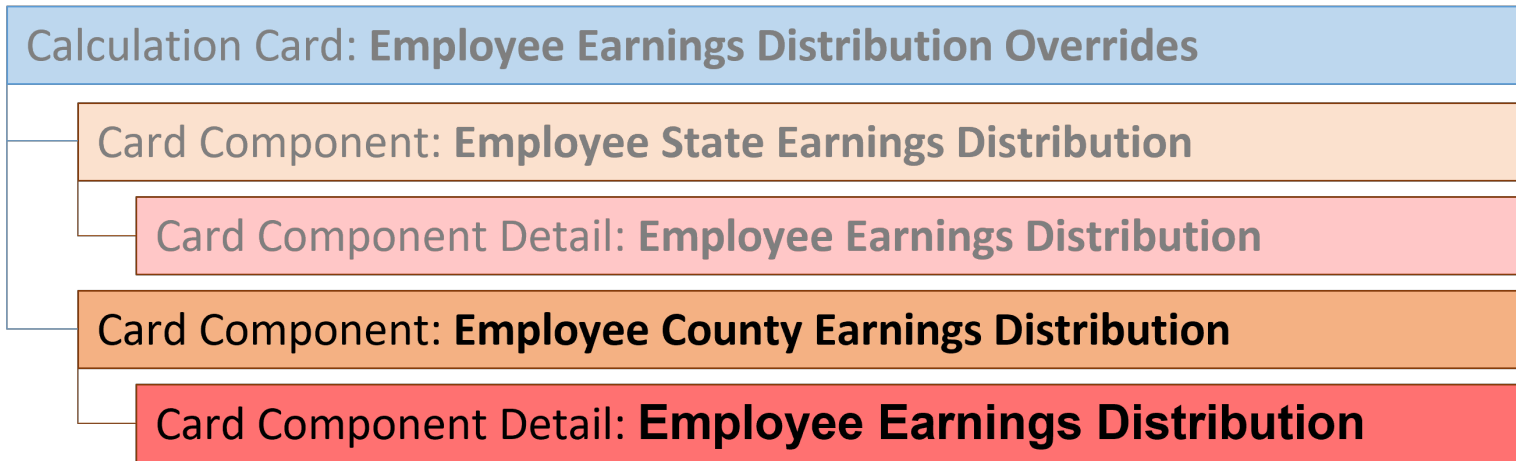 Calculation Card: Employee Earnings Distribution Overrides
Card Component: Employee State Earnings Distribution
Card Component Detail: Employee Earnings Distribution
Card Component: Employee County Earnings Distribution
Card Component Detail: Employee Earnings Distribution